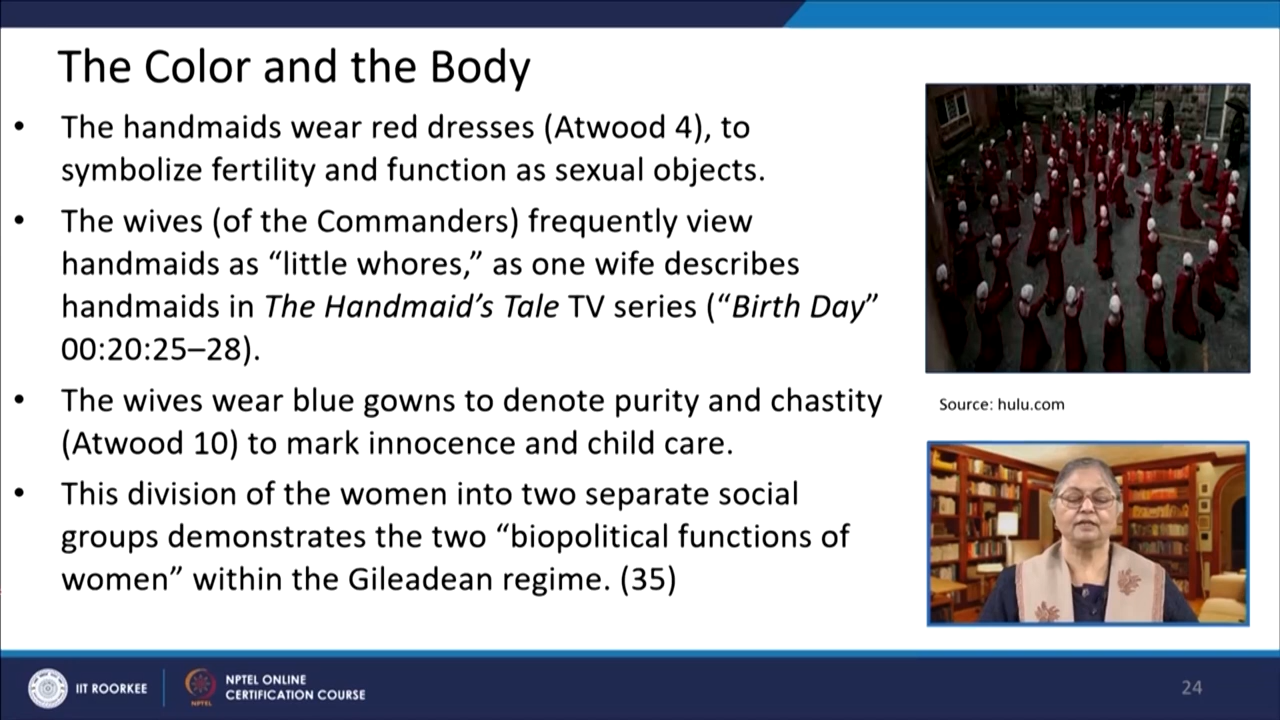 The Color and the Body
• The handmaids wear red dresses (Atwood 4), to
symbolize fertility and function as sexual objects.
• The wives (of the Commanders) frequently view
handmaids as “little whores,” as one wife describes
handmaids in The Handmaid’s Tale TV series (“Birth Day”
00:20:25–28).
• The wives wear blue gowns to denote purity and chastity
(Atwood 10) to mark innocence and child care.
• This division of the women into two separate social
groups demonstrates the two “biopolitical functions of
women” within the Gileadean regime. (35)
Source: hulu.com
IIT ROORKEE
NPTEL
NPTEL ONLINE
CERTIFICATION COURSE
24